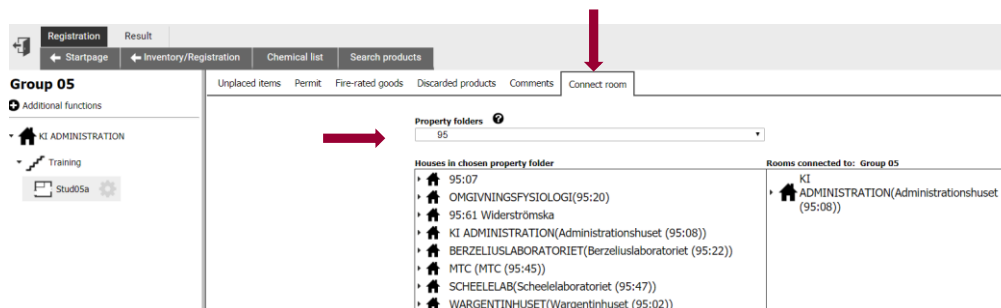 Registration Result
Startpage Inventory/Registration Chemical list Search products
Group 05
Additional functions
KI ADMINISTRATION
Training
Stud05a
Unplaced items Permit Fire-rated goods Discarded products Comments Connect room
Property folders
95
Houses in chosen property folder
95:07
OMGIVNINGSFYSIOLOGI(95:20)
95:61 Widerströmska
KI ADMINISTRATION(Administrationshuset (95:08))
BERZELIUSLABORATORIET(Berzeliuslaboratoriet (95:22))
MTC (MTC (95:45))
SCHEELELAB(Scheelelaboratoriet (95:47))
WARGENTINHUSET(Wargentinhuset (95:02))
Rooms connected to: Group 05
KI
ADMINISTRATION(Administrationshuset
(95:08))